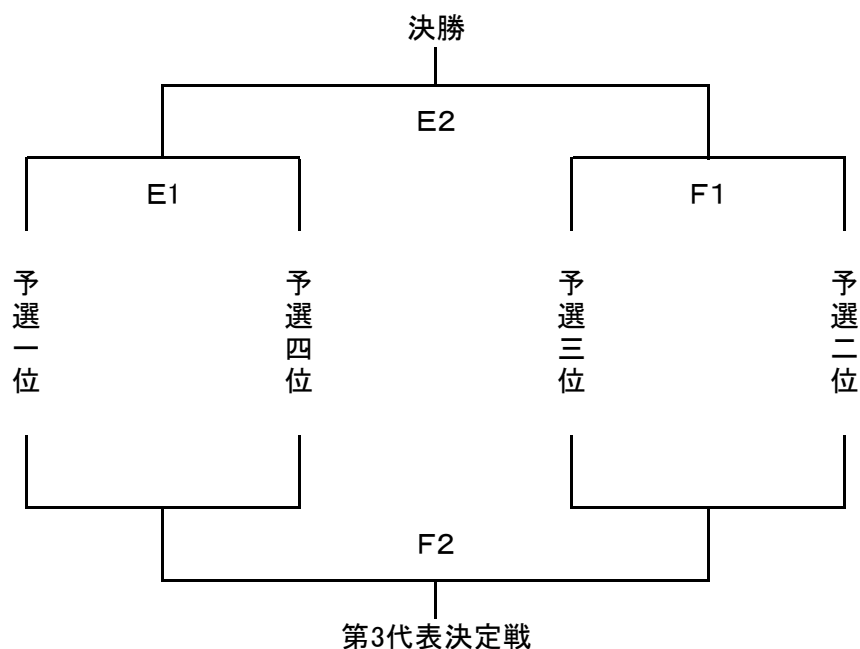 決勝
E2
E1
F1
予選一位
予選四位
予選三位
予選二位
F2
第3代表決定戦